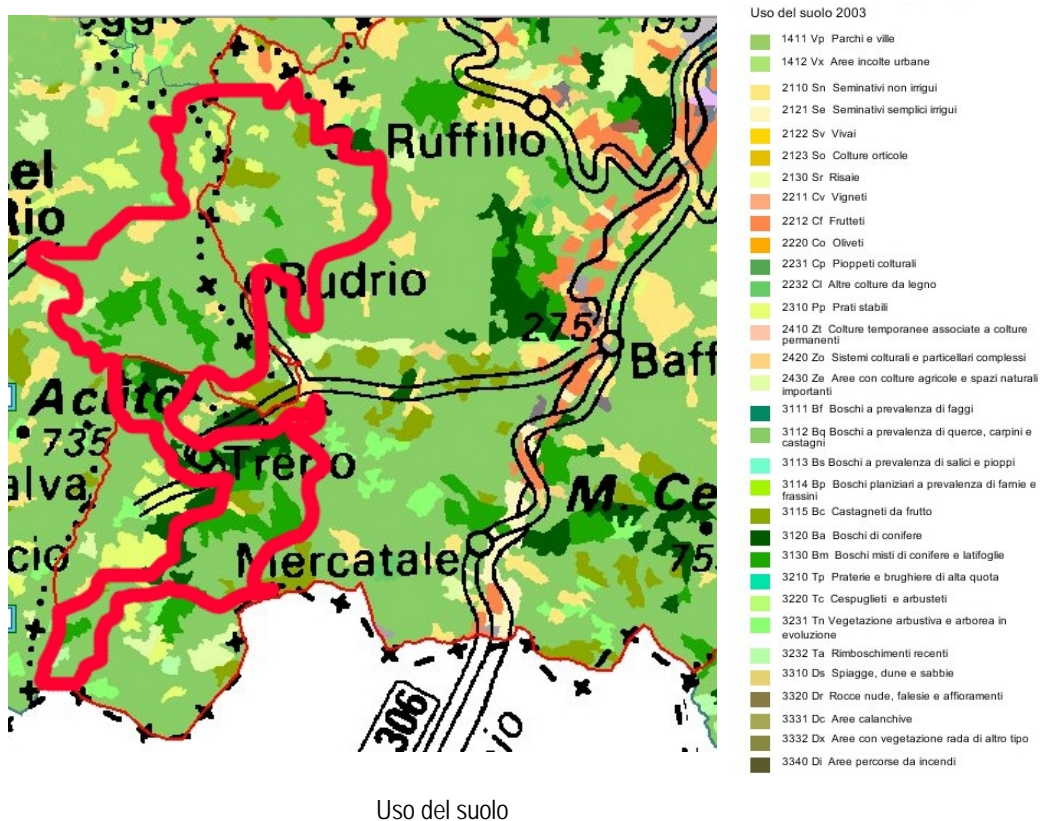 eggio
195
Ruffillo
el
Rio
Budrio
275
Baff
Acuto
735
Treno
alva
M. Ce
cio
Mercatale
75
306
io
Uso del suolo 2003
1411 Vp Parchi e ville
1412 Vx Aree incolte urbane
2110 Sn Seminativi non irrigui
2121 Se Seminativi semplici irrigui
2122 Sv Vivai
2123 So Colture orticole
2130 Sr Risaie
2211 Cv Vigneti
2212 Cf Frutteti
2220 Co Oliveti
2231 Cp Pioppeti colturali
2232 Cl Altre colture da legno
2310 Pp Prati stabili
2410 Zt Colture temporanee associate a colture
permanenti
2420 Zo Sistemi colturali e particellari complessi
2430 Ze Aree con colture agricole e spazi naturali
importanti
3111 Bf Boschi a prevalenza di faggi
3112 Bq Boschi a prevalenza di querce, carpini e
castagni
3113 Bs Boschi a prevalenza di salici e pioppi
3114 Bp Boschi planiziari a prevalenza di farnie e
frassini
3115 Bc Castagneti da frutto
3120 Ba Boschi di conifere
3130 Bm Boschi misti di conifere e latifoglie
3210 Tp Praterie e brughiere di alta quota
3220 Tc Cespuglieti e arbusteti
3231 Tn Vegetazione arbustiva e arborea in
evoluzione
3232 Ta Rimboschimenti recenti
3310 Ds Spiagge, dune e sabbie
3320 Dr Rocce nude, falesie e affioramenti
3331 Dc Aree calanchive
3332 Dx Aree con vegetazione rada di altro tipo
3340 Di Aree percorse da incendi
Uso del suolo